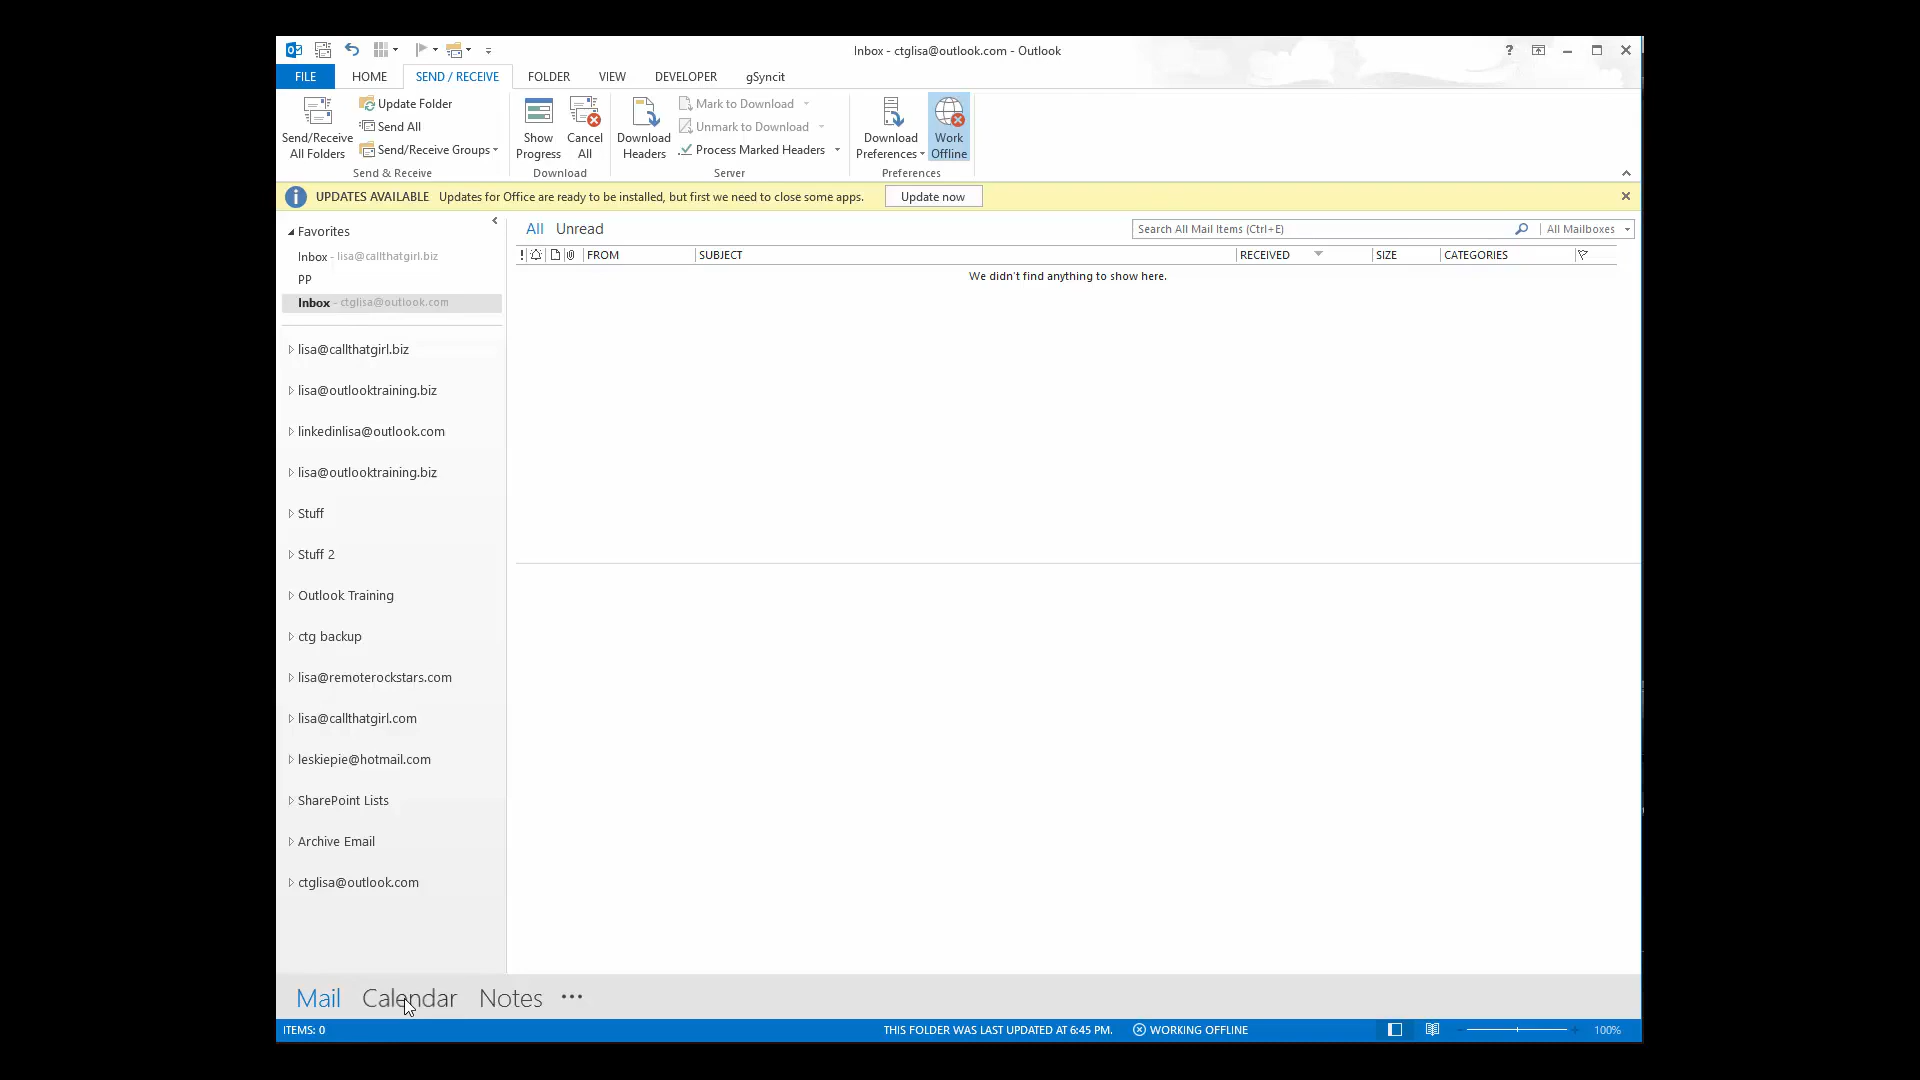 Inbox - ctglisa@outlook.com - Outlook
FILE HOME SEND / RECEIVE FOLDER VIEW DEVELOPER gSyncit
Send/Receive All Folders
Update Folder
Send All
Send/Receive Groups
Send & Receive
Show Progress
Cancel All
Download
Download Headers
Mark to Download
Unmark to Download
Process Marked Headers
Server
Download Preferences
Work Offline
Preferences
UPDATES AVAILABLE Updates for Office are ready to be installed, but first we need to close some apps. Update now
Favorites
Inbox - lisa@callthatgirl.biz
PP
Inbox - ctglisa@outlook.com
lisa@callthatgirl.biz
lisa@outlooktraining.biz
linkedinlisa@outlook.com
lisa@outlooktraining.biz
Stuff
Stuff 2
Outlook Training
ctg backup
lisa@remoterockstars.com
lisa@callthatgirl.com
leskiepie@hotmail.com
SharePoint Lists
Archive Email
ctglisa@outlook.com
All Unread
Search All Mail Items (Ctrl+E) All Mailboxes
! FROM SUBJECT RECEIVED SIZE CATEGORIES
We didn't find anything to show here.
Mail Calendar Notes ...
ITEMS: 0 THIS FOLDER WAS LAST UPDATED AT 6:45 PM. WORKING OFFLINE 100%